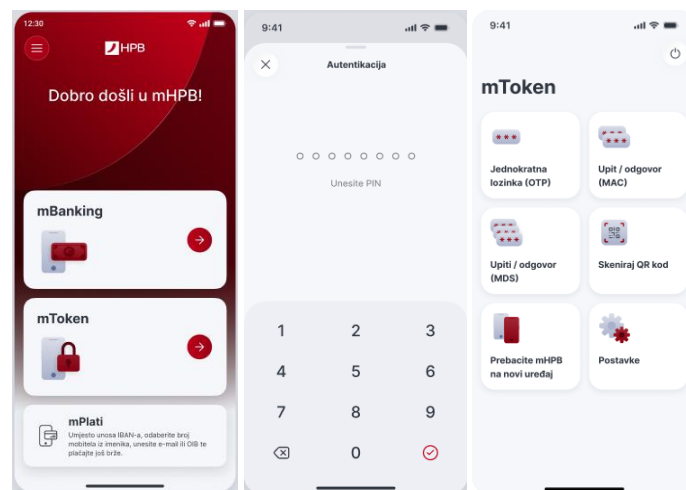 12:30
HPB
Dobro došli u mHPB!
mBanking
mToken
mPlati
Umjesto unosa IBAN-a, odaberite broj
mobitela iz imenika, unesite e-mail ili OIB te
plaćajte još brže.
9:41
Autentikacija
Unesite PIN
1 2 3
4 5 6
7 8 9
0
9:41
mToken
***
Jednokratna
lozinka (OTP)
***
Upit / odgovor
(MAC)
***
Upiti / odgovor
(MDS)
Skeniraj QR kod
Prebacite mHPB
na novi uređaj
Postavke